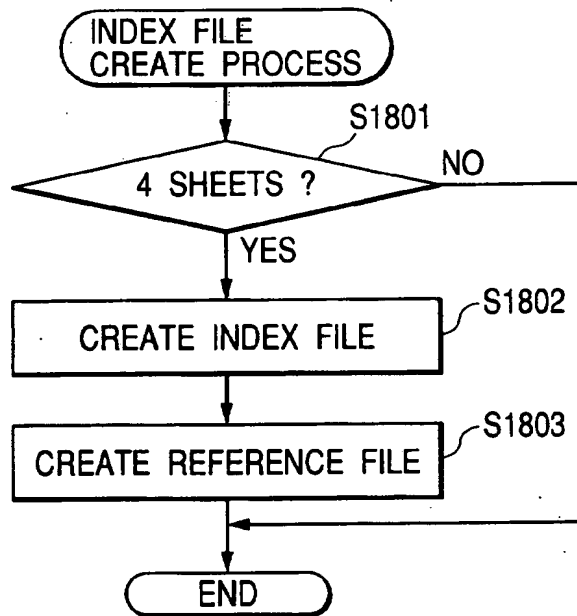 INDEX FILE
CREATE PROCESS
S1801
4 SHEETS ?
NO
YES
S1802
CREATE INDEX FILE
S1803
CREATE REFERENCE FILE
END